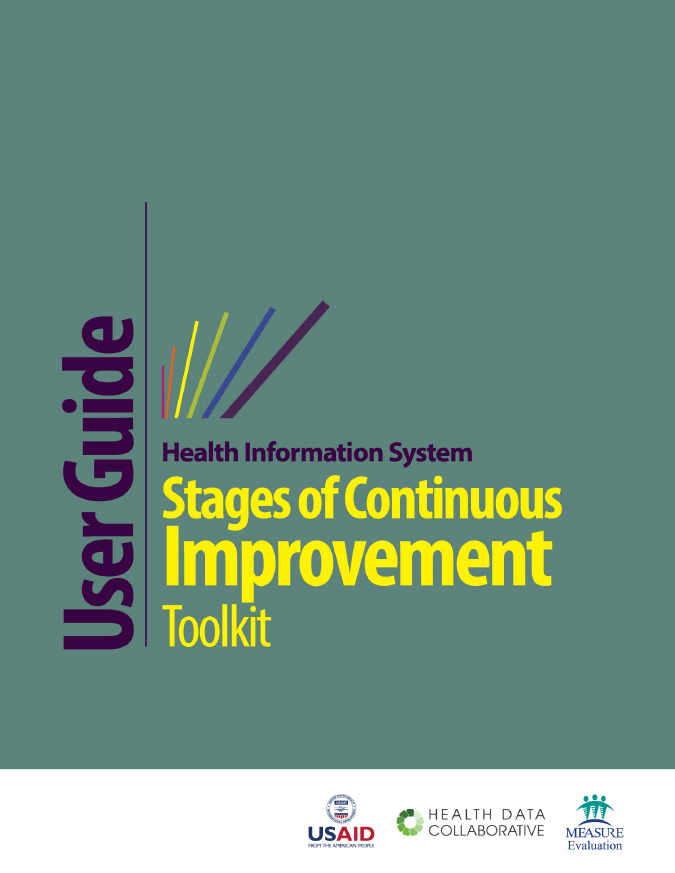 User Guide
Health Information System
Stages of Continuous
Improvement
Toolkit
USAID
USAID
FROM THE AMERICAN PEOPLE
HEALTH DATA
COLLABORATIVE
MEASURE
Evaluation